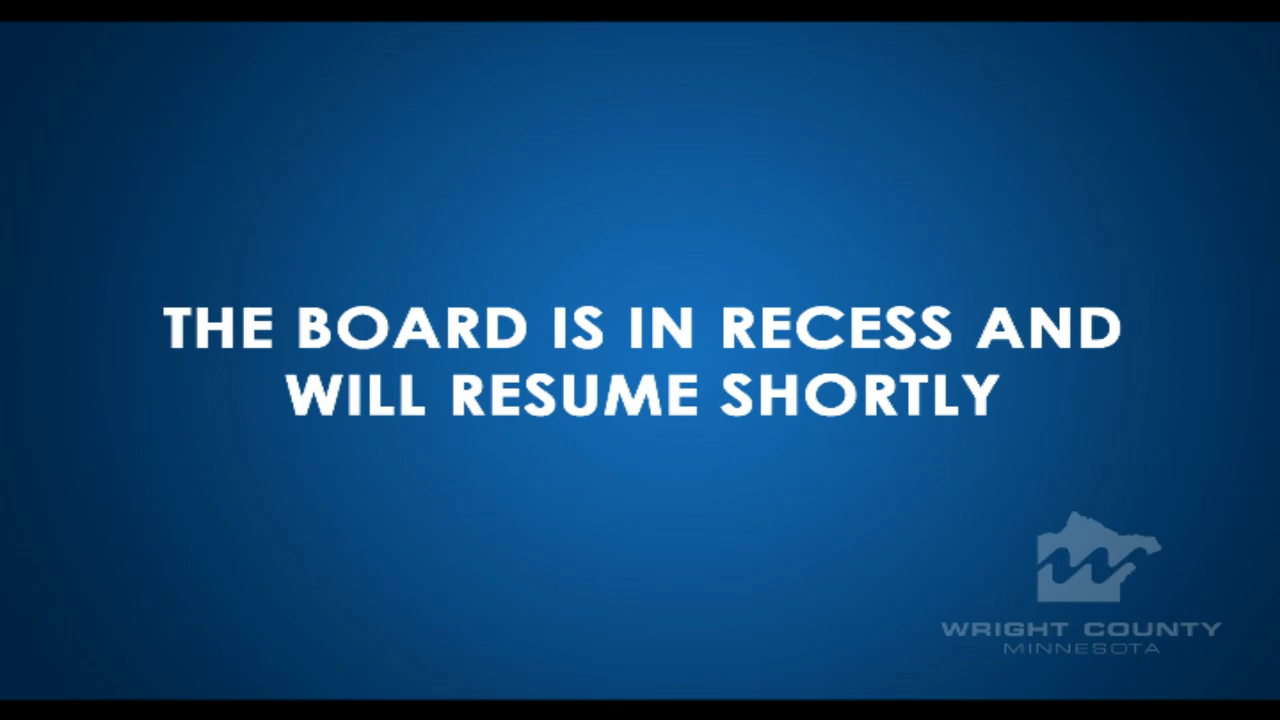 THE BOARD IS IN RECESS AND
WILL RESUME SHORTLY
WRIGHT COUNTY
MINNESOTA